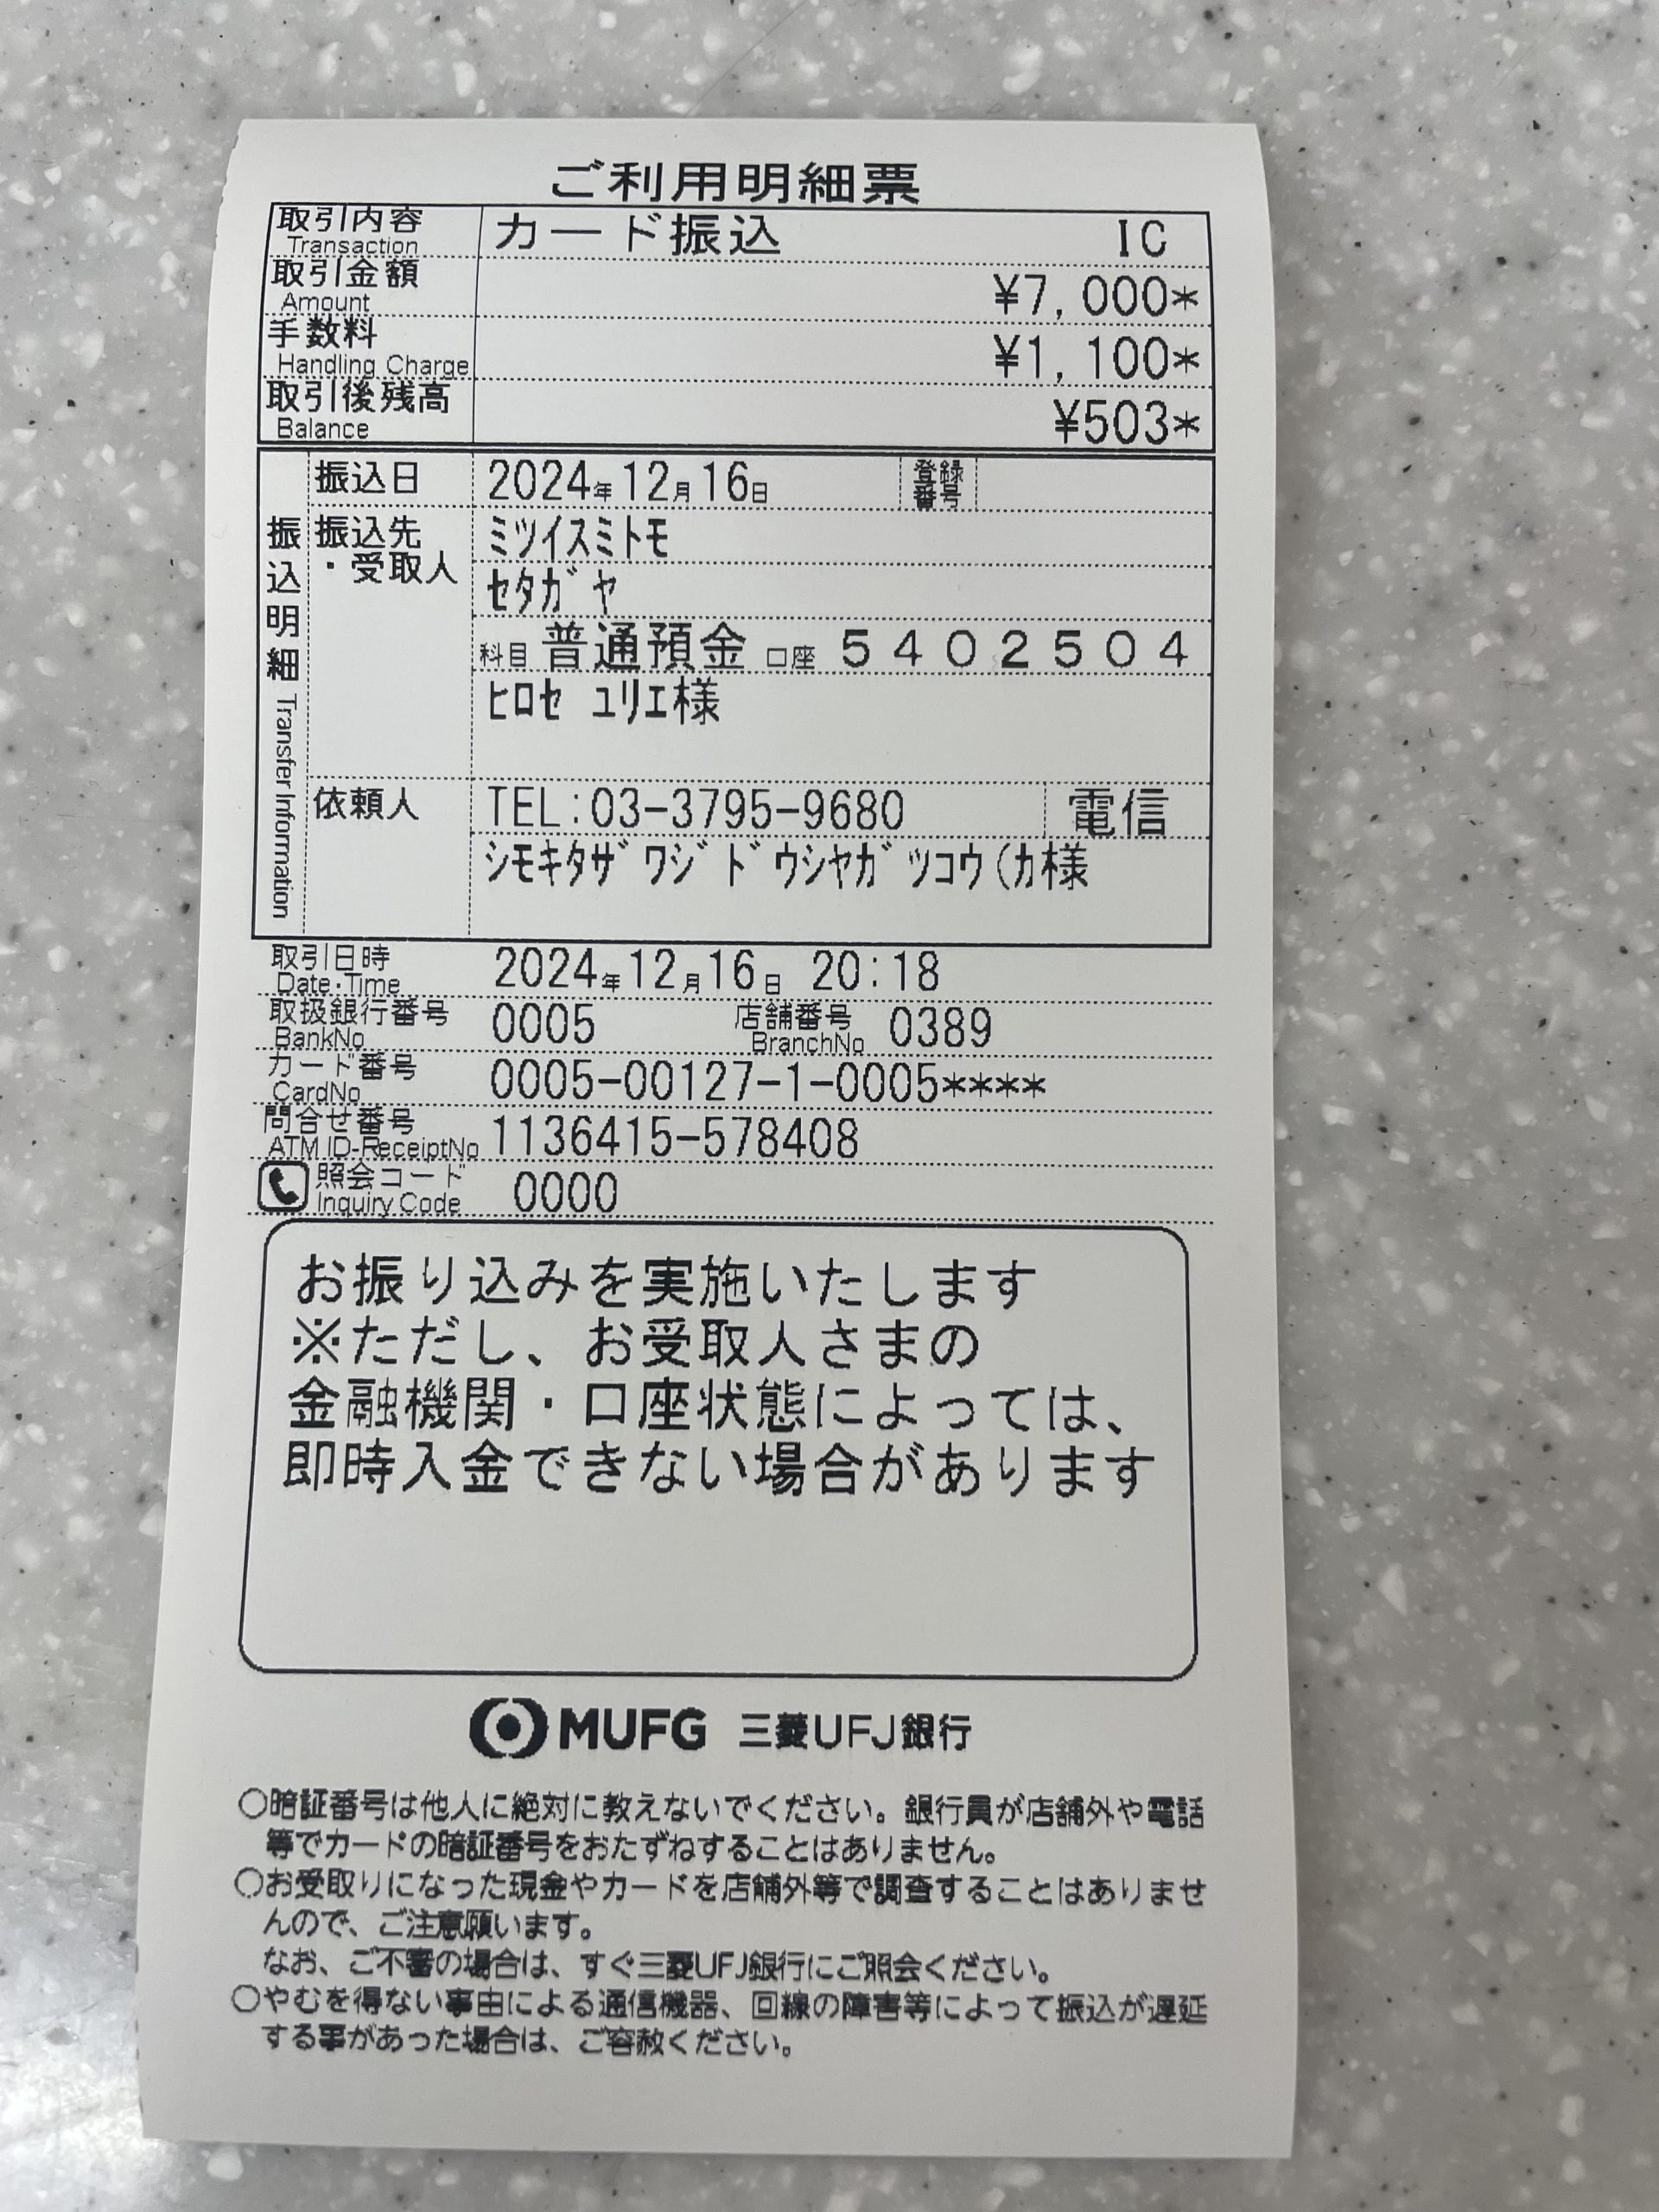 ご利用明細票
取引内容 カード振込 IC
Transaction
取引金額 ¥7,000*
Amount
手数料 ¥1,100*
Handling Charge
取引後残高 ¥503*
Balance
振込明細 Transfer Information
振込日 2024年12月16日 登録番号
振込先 ミツイスミトモ
・受取人
セタガヤ
科目 普通預金 口座 5402504
ヒロセ ユリエ様
依頼人 TEL:03-3795-9680 電信
シモキタザワジドウシヤガツコウ(カ様
取引日時 2024年12月16日 20:18
Date・Time
取扱銀行番号 0005 店舗番号 0389
BankNo BranchNo
カード番号 0005-00127-1-0005****
CardNo
問合せ番号 1136415-578408
ATM ID-ReceiptNo
照会コード 0000
Inquiry Code
お振り込みを実施いたします
※ただし、お受取人さまの
金融機関・口座状態によっては、
即時入金できない場合があります
MUFG 三菱UFJ銀行
○暗証番号は他人に絶対に教えないでください。銀行員が店舗外や電話
等でカードの暗証番号をおたずねすることはありません。
○お受取りになった現金やカードを店舗外等で調査することはありませ
んので、ご注意願います。
なお、ご不審の場合は、すぐ三菱UFJ銀行にご照会ください。
○やむを得ない事由による通信機器、回線の障害等によって振込が遅延
する事があった場合は、ご容赦ください。